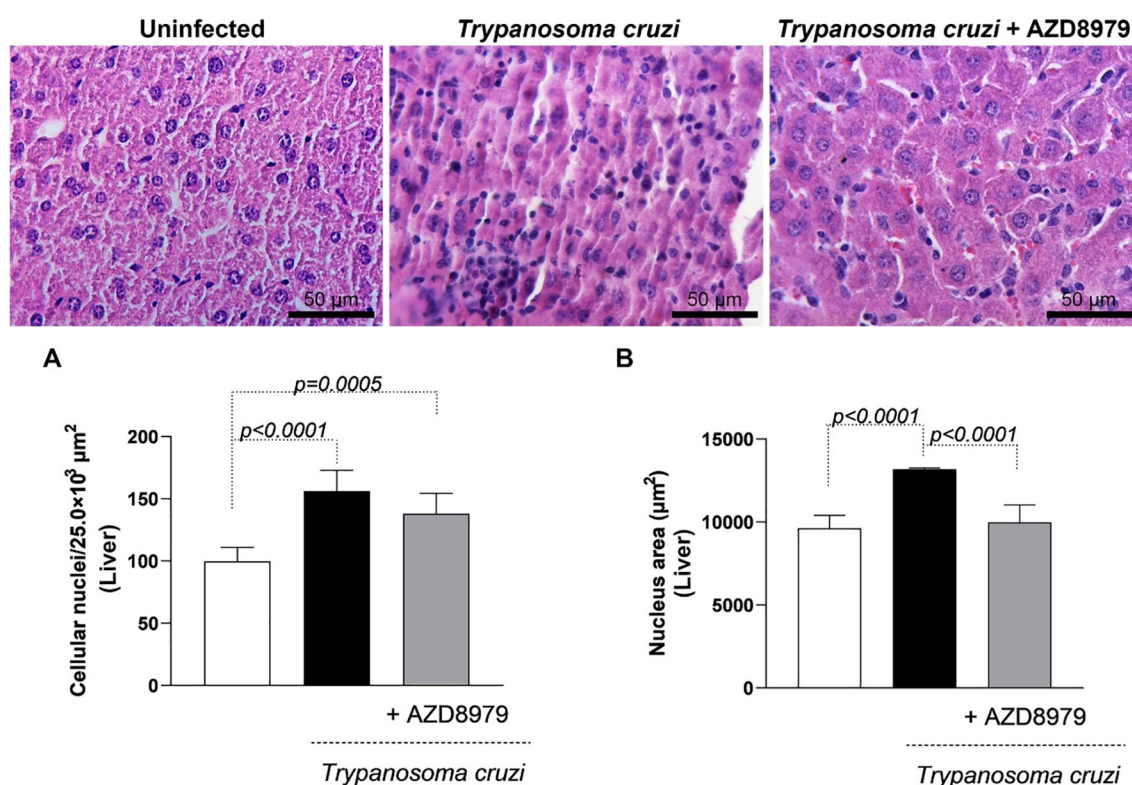 Uninfected
Trypanosoma cruzi
Trypanosoma cruzi + AZD8979
50 µm
50 µm
50 µm
A
p=0.0005
p<0.0001
200
150
100
50
0
Cellular nuclei/25.0×10³ µm²
(Liver)
+ AZD8979
Trypanosoma cruzi
B
p<0.0001
p<0.0001
15000
10000
5000
0
Nucleus area (µm²)
(Liver)
+ AZD8979
Trypanosoma cruzi